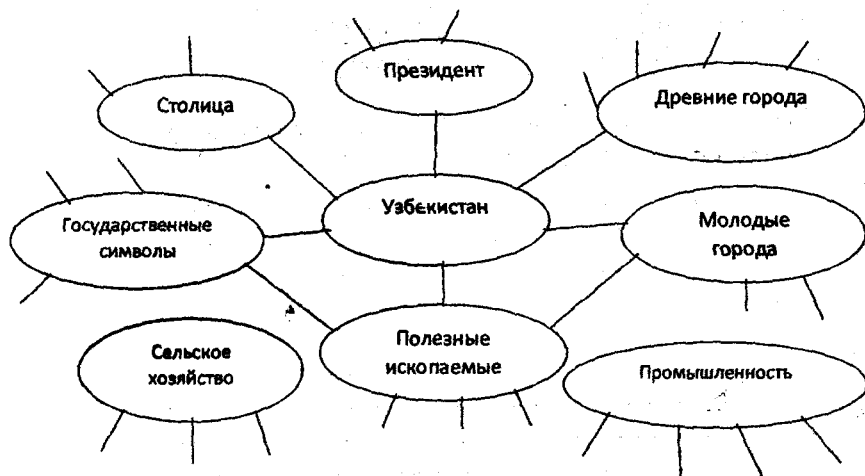 Президент
Столица
Древние города
Узбекистан
Государственные
символы
Молодые
города
Сельское
хозяйство
Полезные
ископаемые
Промышленность